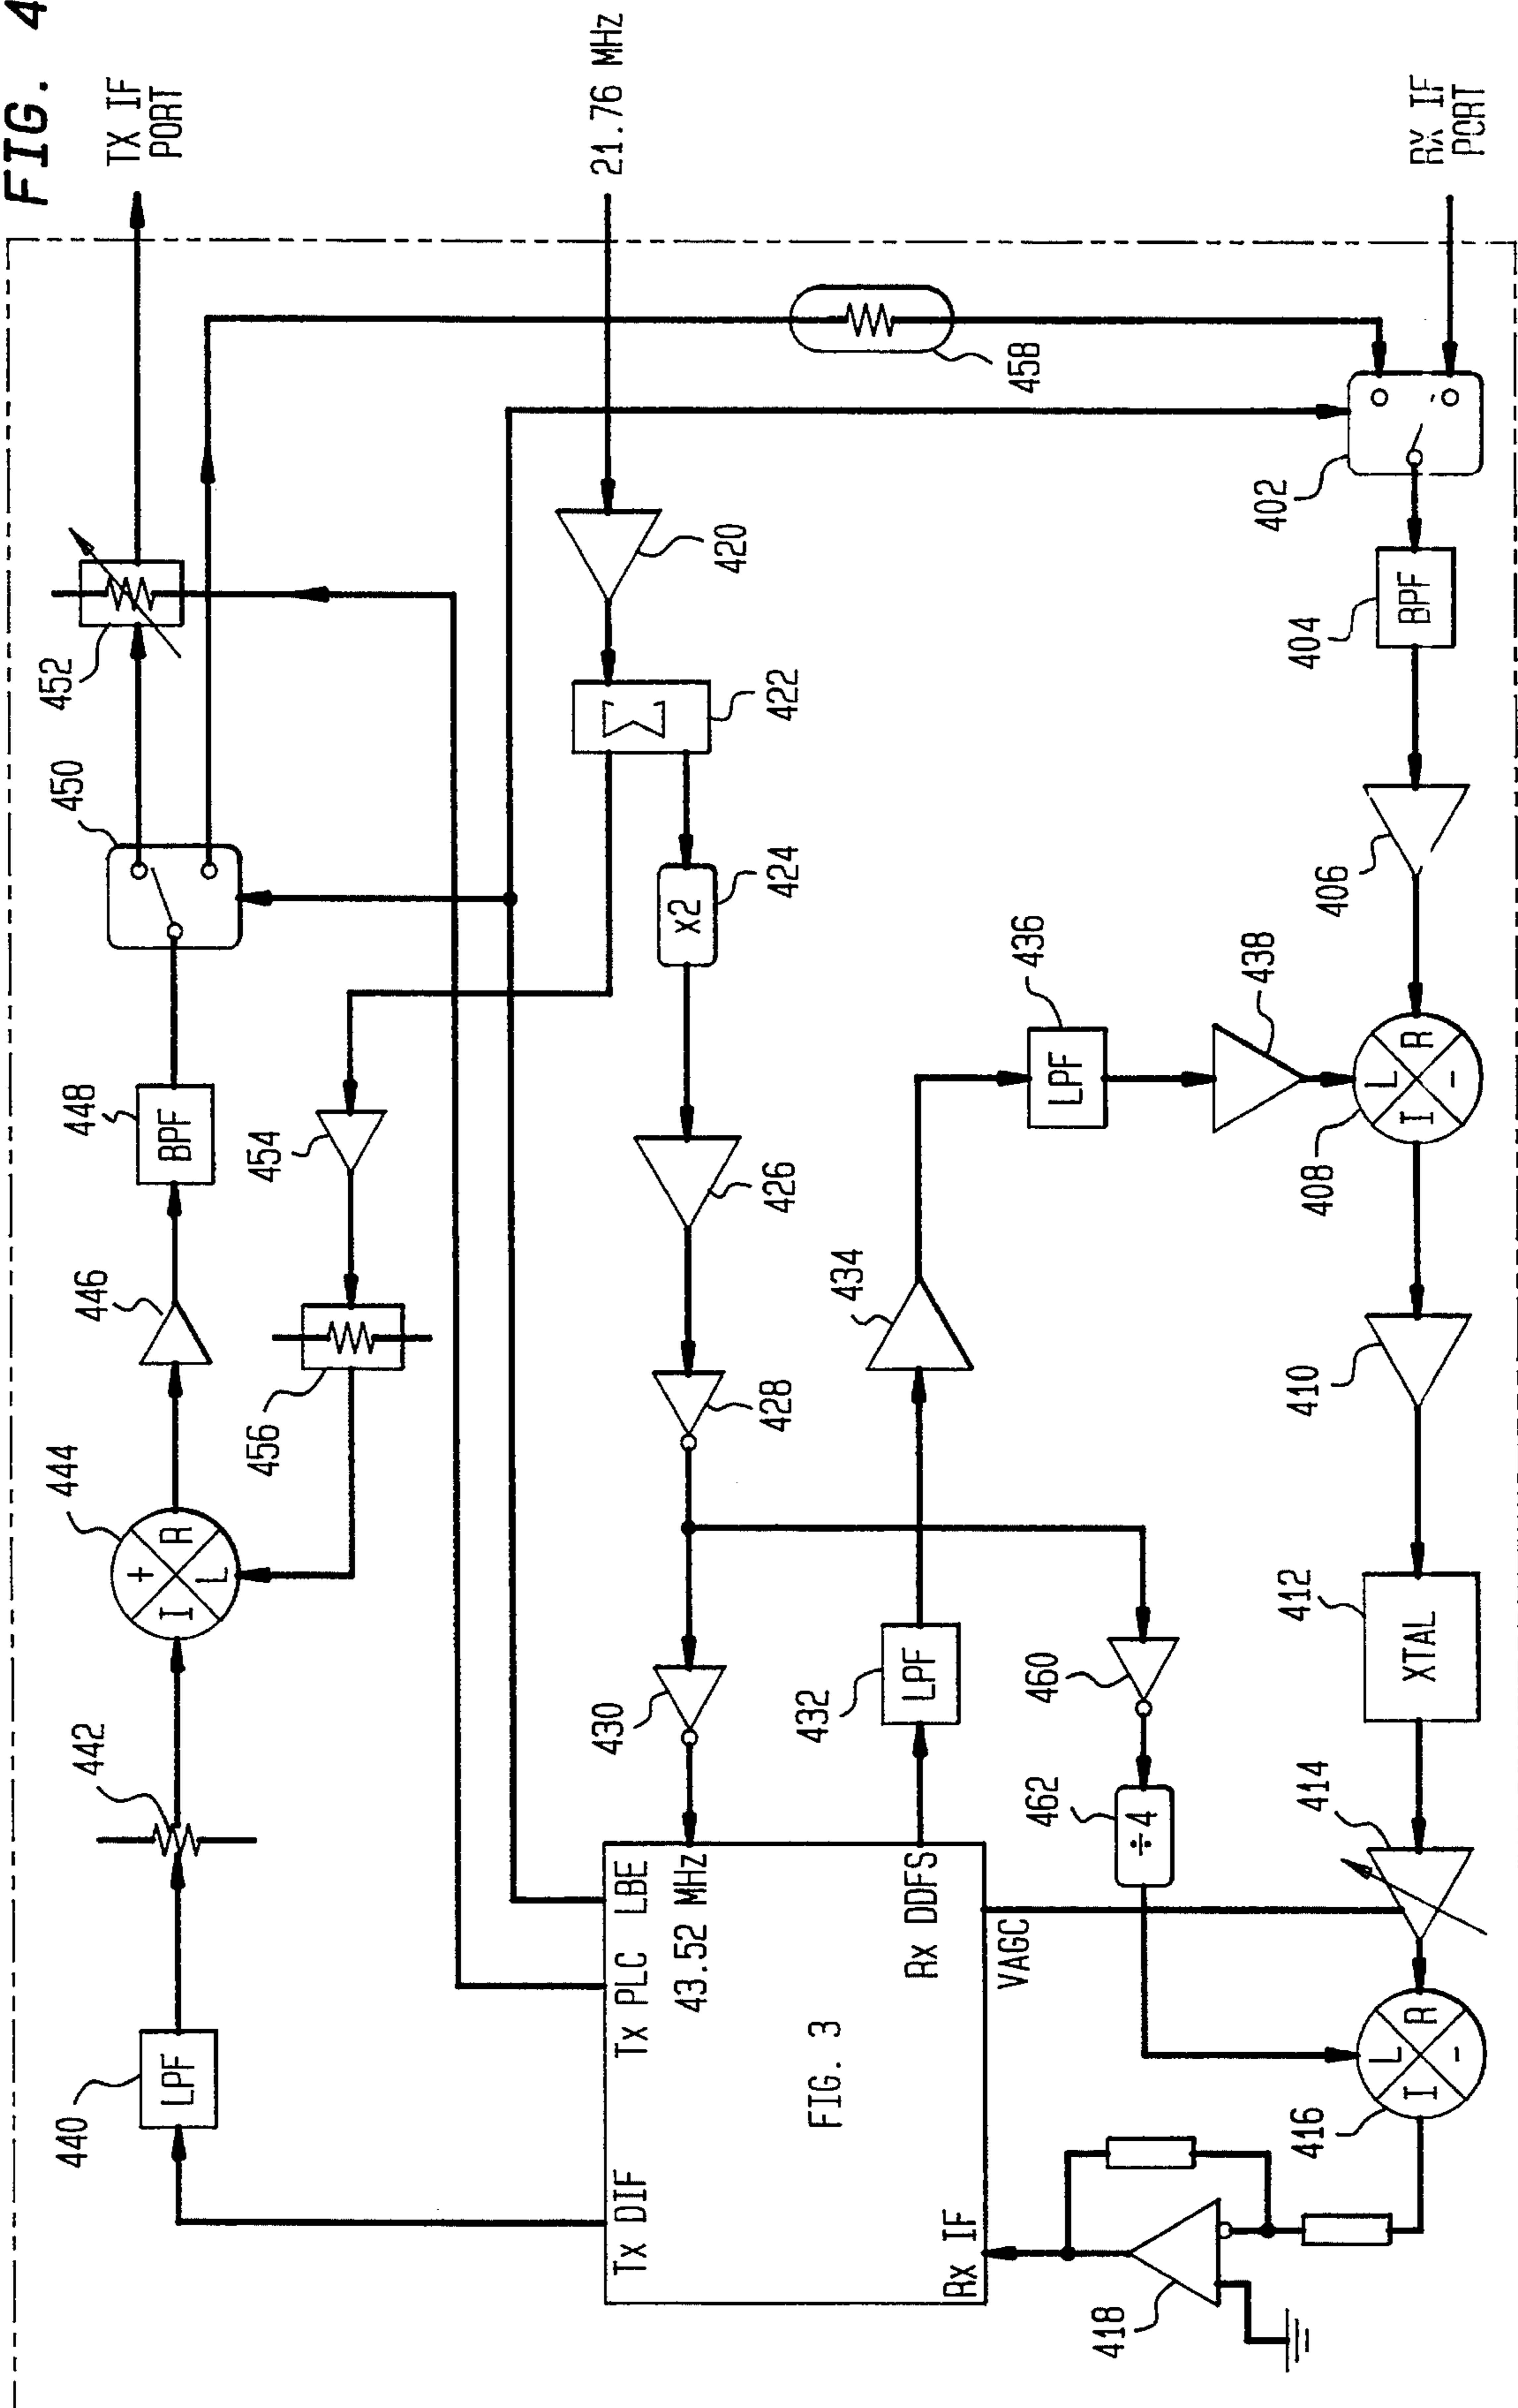 FIG. 4
TX IF
PORT
21.76 MHz
RX IF
PORT
458
402
452
420
404
BPF
450
422
Σ
424
x2
406
436
LPF
438
448
BPF
454
426
408
L
R
I
-
446
456
434
428
410
444
+
I
R
L
412
XTAL
442
430
432
LPF
460
462
÷4
414
440
LPF
Tx DIF
Tx PLC
LBE
43.52 MHz
Rx DDFS
VAGC
FIG. 3
Rx IF
416
L
R
I
-
418